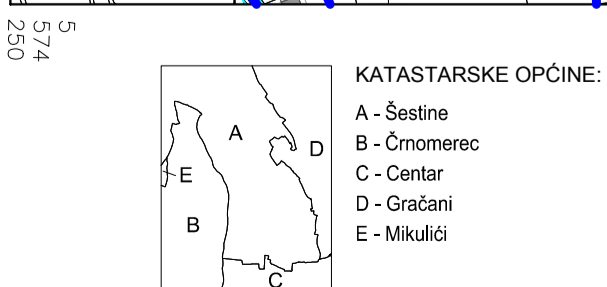 5
574
250
KATASTARSKE OPĆINE:
A - Šestine
B - Črnomerec
C - Centar
D - Gračani
E - Mikulići
A
D
E
B
C